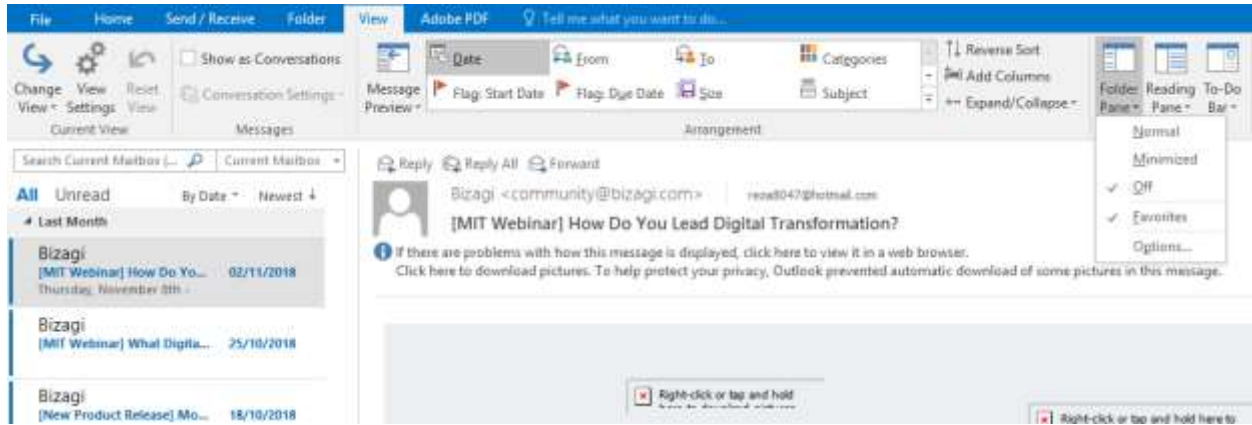 File Home Send / Receive Folder View Adobe PDF Tell me what you want to do...
Change View Settings Reset View
Show as Conversations
Conversation Settings
Message Preview
Date From To Categories
Flag: Start Date Flag: Due Date Size Subject
Reverse Sort
Add Columns
Expand/Collapse
Folder Pane Reading Pane To-Do Bar
Current View Messages Arrangement
Normal
Minimized
Off
Favorites
Options...
Search Current Mailbox (... Current Mailbox
All Unread By Date Newest ↓
Last Month
Bizagi
[MIT Webinar] How Do Yo... 02/11/2018
Thursday, November 8th -
Bizagi
[MIT Webinar] What Digita... 25/10/2018
Bizagi
[New Product Release] Mo... 18/10/2018
Reply Reply All Forward
Bizagi <community@bizagi.com> reza8047@hotmail.com
[MIT Webinar] How Do You Lead Digital Transformation?
If there are problems with how this message is displayed, click here to view it in a web browser.
Click here to download pictures. To help protect your privacy, Outlook prevented automatic download of some pictures in this message.
Right-click or tap and hold
here to download pictures
Right-click or tap and hold here to